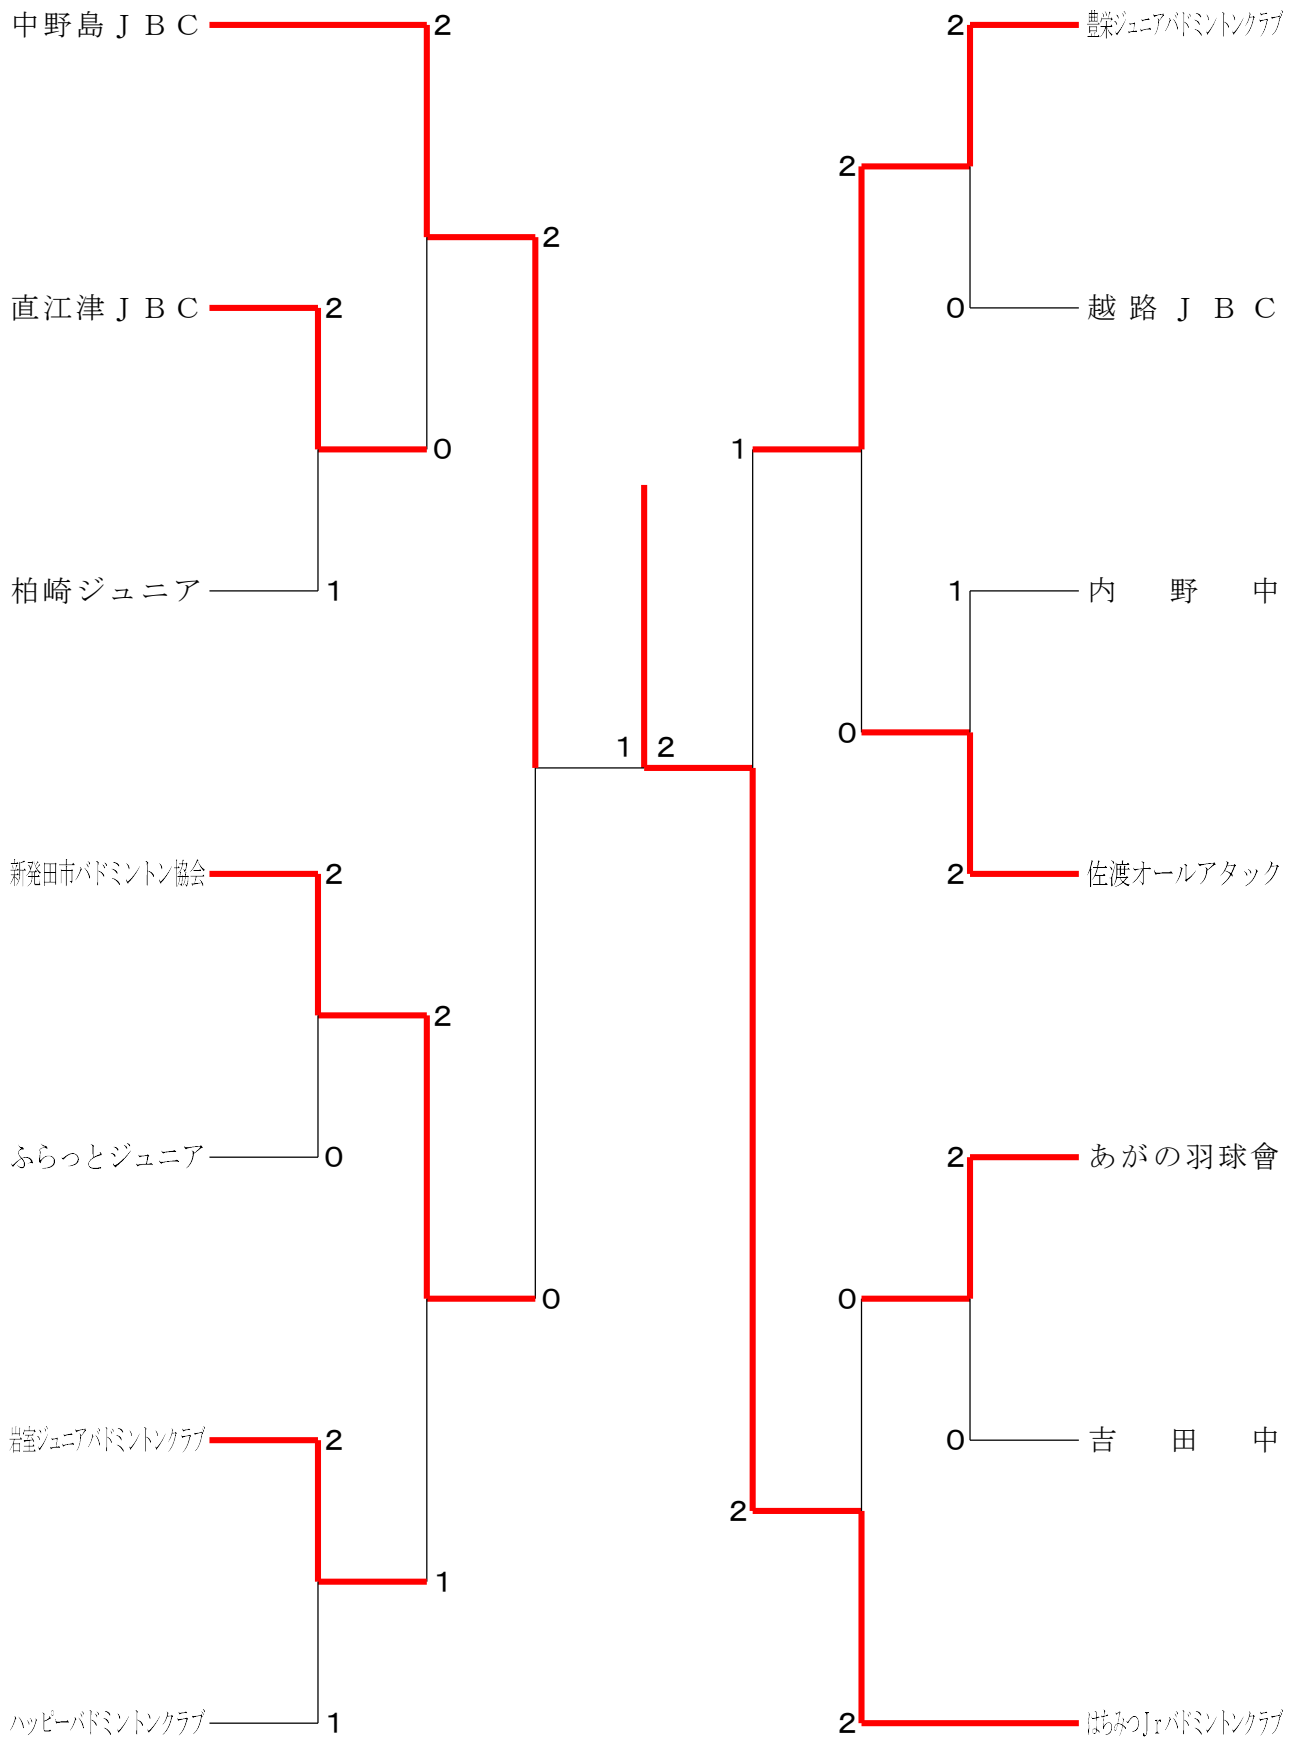 中野島ＪＢＣ
2
2
豊栄ジュニアバドミントンクラブ
2
2
直江津ＪＢＣ
2
0
越路ＪＢＣ
0
1
柏崎ジュニア
1
1
内野中
0
1 2
新発田市バドミントン協会
2
2
佐渡オールアタック
2
ふらっとジュニア
0
2
あがの羽球會
0
0
岩室ジュニアバドミントンクラブ
2
0
吉田中
2
1
ハッピーバドミントンクラブ
1
2
はちみつＪｒバドミントンクラブ